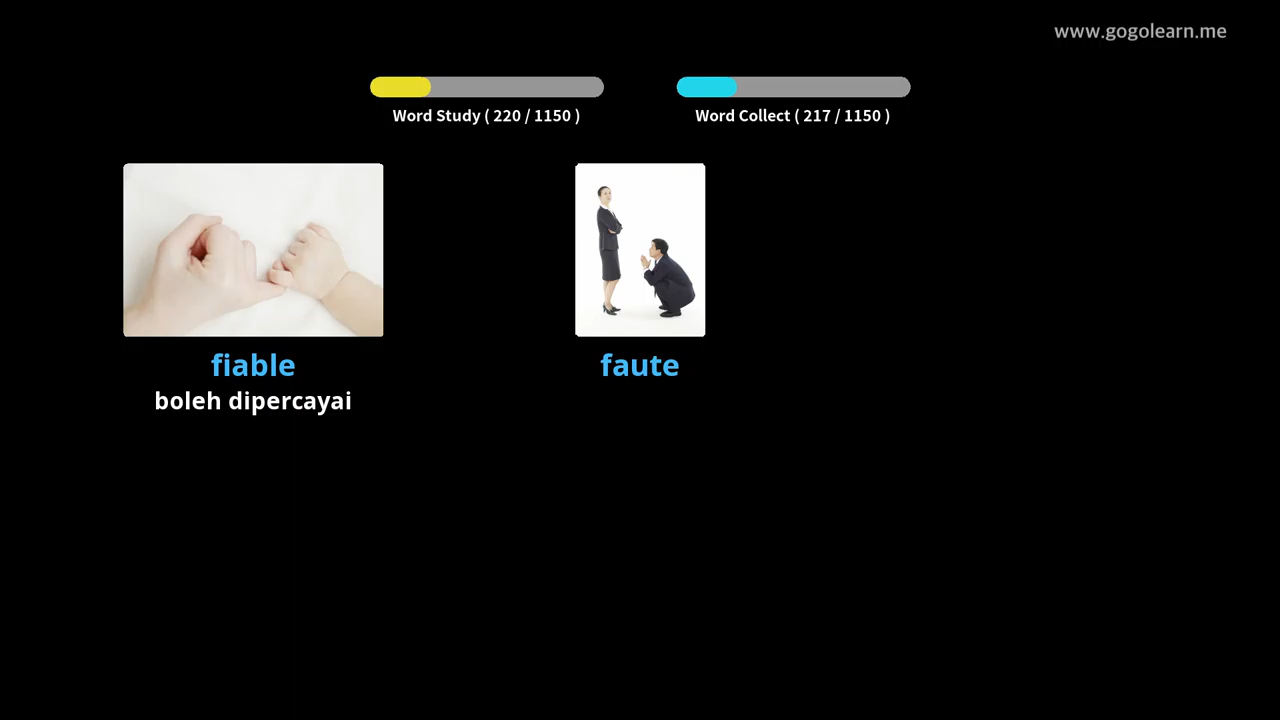 www.gogolearn.me
Word Study ( 220 / 1150 )
Word Collect ( 217 / 1150 )
fiable
boleh dipercayai
faute